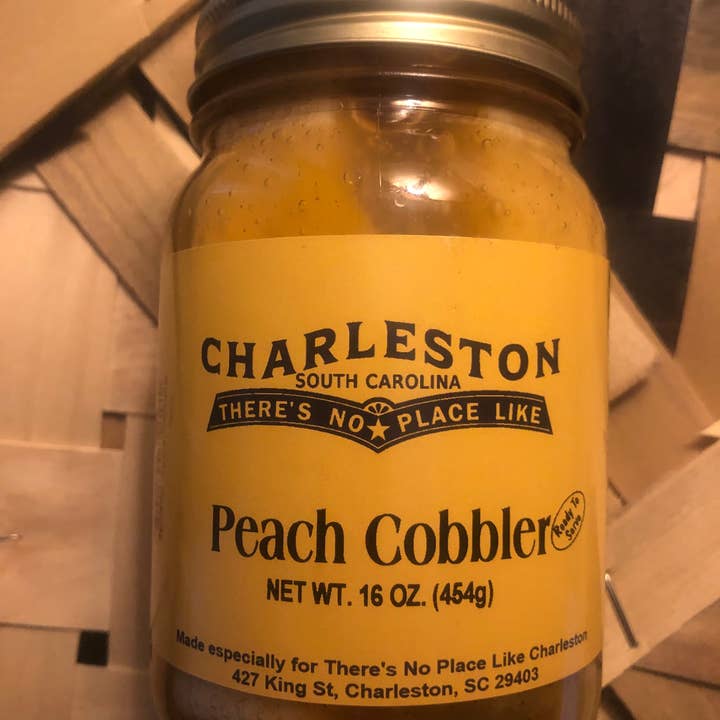 CHARLESTON
SOUTH CAROLINA
THERE'S NO PLACE LIKE
Peach Cobbler
Ready To
Serve
NET WT. 16 OZ. (454g)
Made especially for There's No Place Like Charleston
427 King St, Charleston, SC 29403